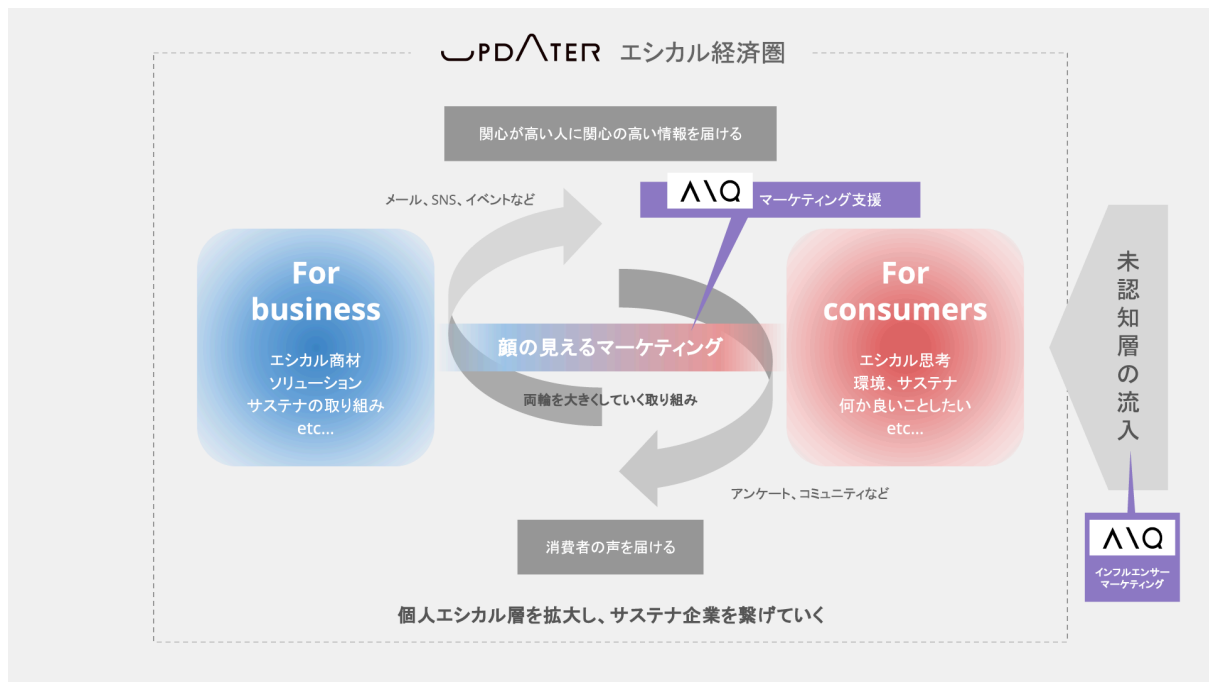 UPDATER エシカル経済圏
関心が高い人に関心の高い情報を届ける
メール、SNS、イベントなど
AIQ マーケティング支援
For
business
エシカル商材
ソリューション
サステナの取り組み
etc...
顔の見えるマーケティング
両輪を大きくしていく取り組み
For
consumers
エシカル思考
環境、サステナ
何か良いことしたい
etc...
アンケート、コミュニティなど
消費者の声を届ける
個人エシカル層を拡大し、サステナ企業を繋げていく
未認知層の流入
AIQ
インフルエンサー
マーケティング